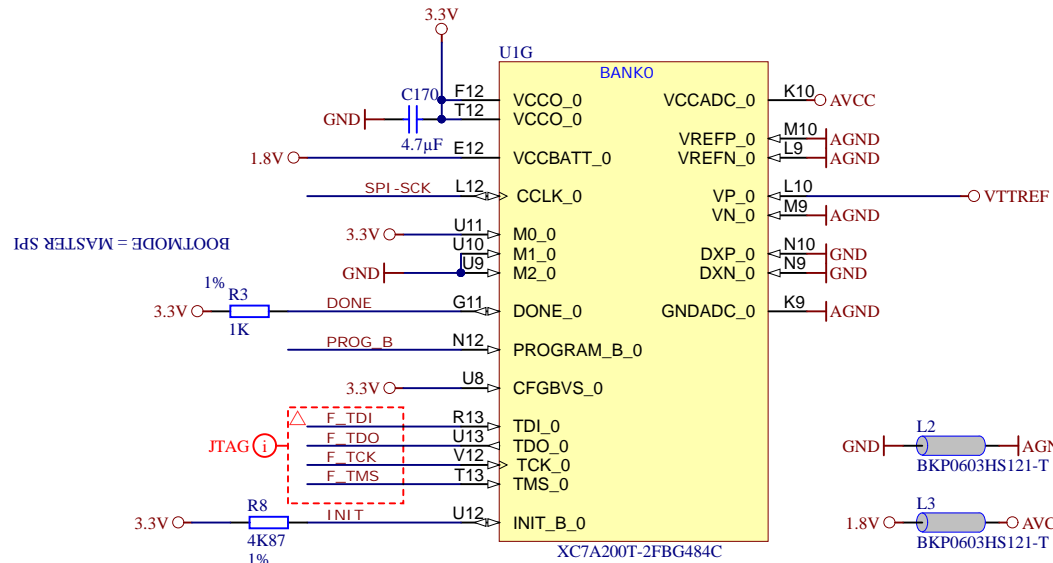 3.3V
U1G
BANK0
C170
GND
4.7µF
F12
VCCO_0
T12
VCCO_0
VCCADC_0
K10
AVCC
VREFP_0
M10
AGND
1.8V
E12
VCCBATT_0
VREFN_0
L9
AGND
SPI-SCK
L12
CCLK_0
VP_0
L10
VTTREF
VN_0
M9
AGND
BOOTMODE = MASTER SPI
3.3V
U11
M0_0
U10
M1_0
DXP_0
N10
GND
GND
U9
M2_0
DXN_0
N9
GND
1%
R3
3.3V
1K
DONE
G11
DONE_0
GNDADC_0
K9
AGND
PROG_B
N12
PROGRAM_B_0
3.3V
U8
CFGBVS_0
JTAG
i
F_TDI
R13
TDI_0
F_TDO
U13
TDO_0
F_TCK
V12
TCK_0
F_TMS
T13
TMS_0
L2
GND
AGN
BKP0603HS121-T
R8
3.3V
4K87
1%
INIT
U12
INIT_B_0
XC7A200T-2FBG484C
L3
1.8V
AVC
BKP0603HS121-T